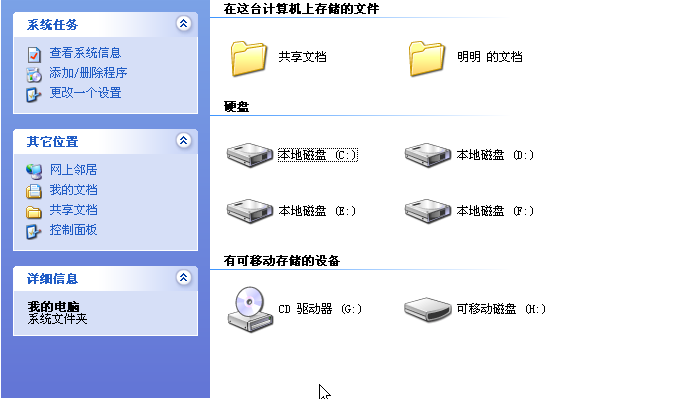 系统任务
查看系统信息
添加/删除程序
更改一个设置
其它位置
网上邻居
我的文档
共享文档
控制面板
详细信息
我的电脑
系统文件夹
在这台计算机上存储的文件
共享文档
明明 的文档
硬盘
本地磁盘 (C:)
本地磁盘 (D:)
本地磁盘 (E:)
本地磁盘 (F:)
有可移动存储的设备
CD 驱动器 (G:)
可移动磁盘 (H:)